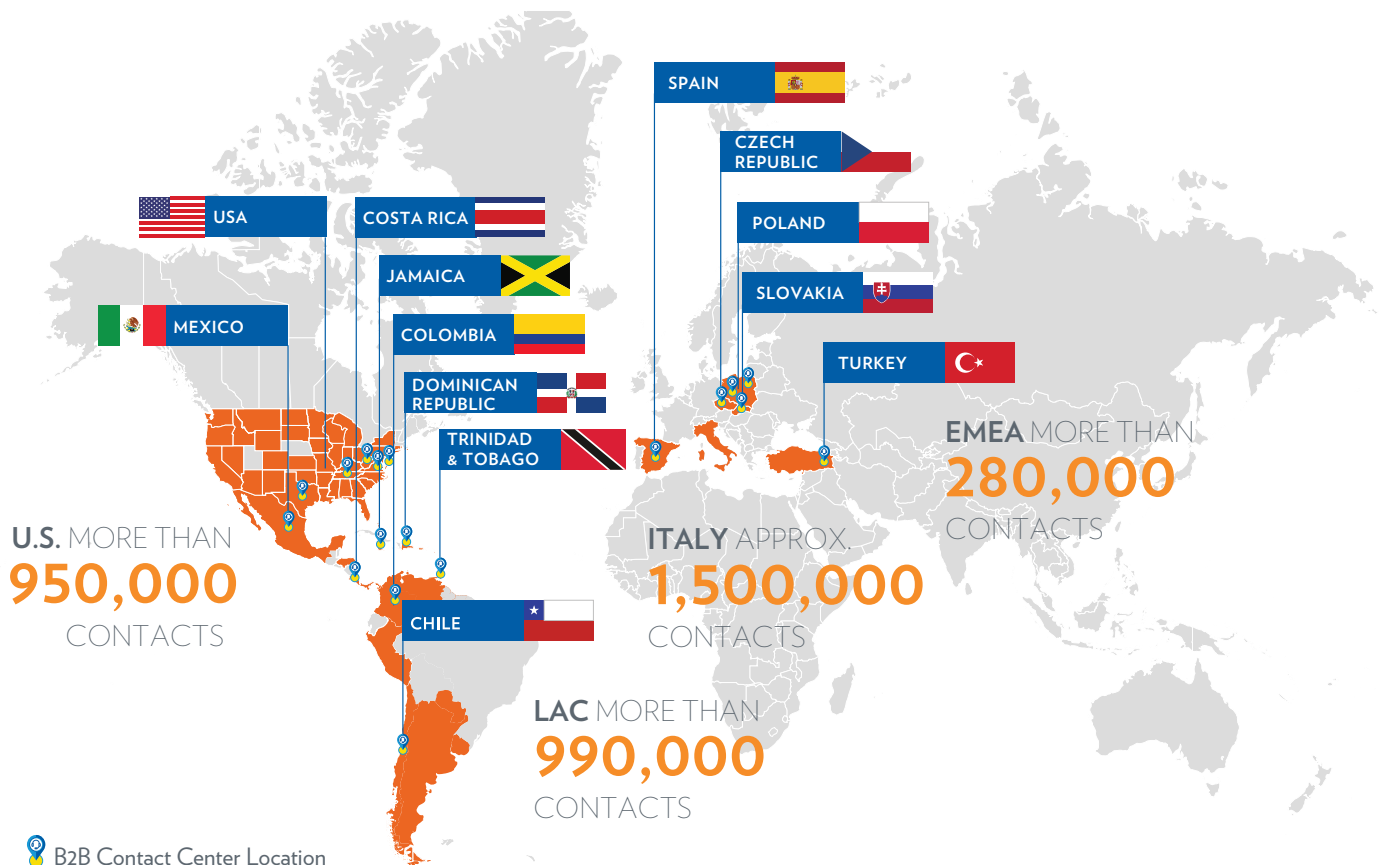 SPAIN
CZECH
REPUBLIC
USA
COSTA RICA
POLAND
JAMAICA
SLOVAKIA
MEXICO
COLOMBIA
TURKEY
DOMINICAN
REPUBLIC
TRINIDAD
& TOBAGO
EMEA MORE THAN
280,000
CONTACTS
U.S. MORE THAN
950,000
CONTACTS
ITALY APPROX.
1,500,000
CONTACTS
CHILE
LAC MORE THAN
990,000
CONTACTS
B2B Contact Center Location